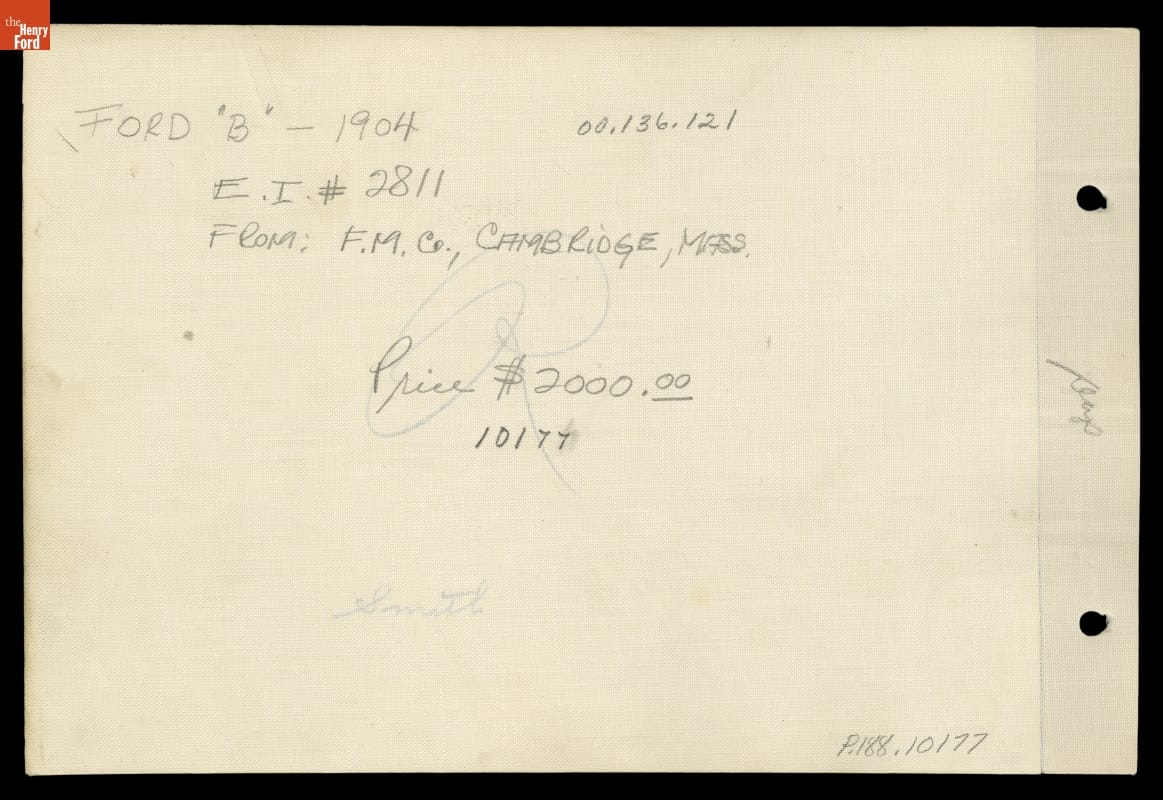 the
Henry
Ford
FORD "B" - 1904
00.136.121
E.I.# 2811
FROM: F.M.Co., CAMBRIDGE, MASS.
Price $2000.00
10177
Smith
P.188.10177